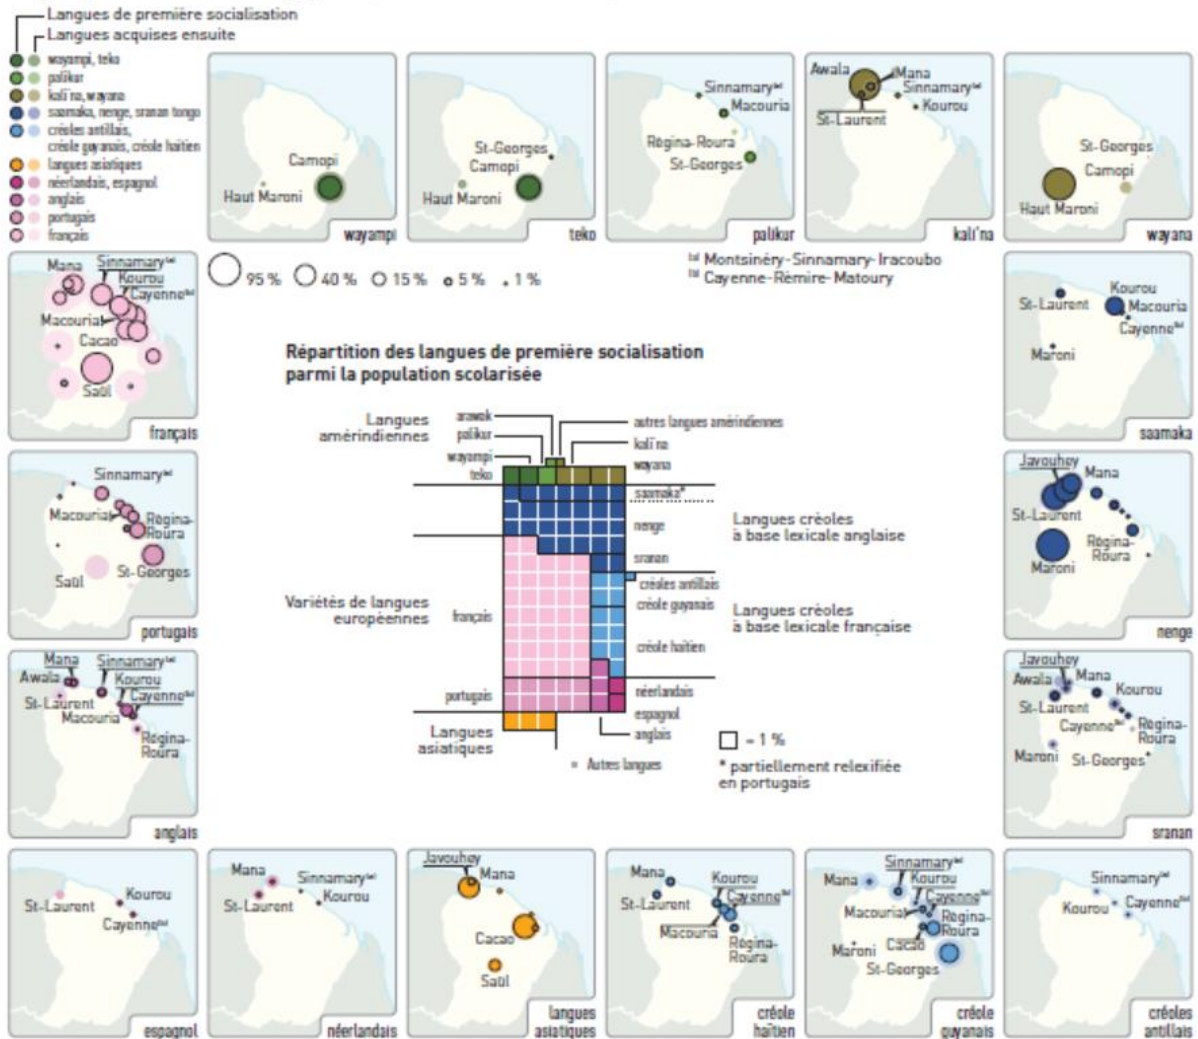 Langues de première socialisation
Langues acquises ensuite
wayampi, teko
palikur
kali'na, wayana
saamaka, nenge, sranan tongo
créoles antillais,
créole guyanais, créole haïtien
langues asiatiques
néerlandais, espagnol
anglais
portugais
français
Camopi
Haut Maroni
wayampi
St-Georges
Camopi
Haut Maroni
teko
Sinnamary(a)
Macouria
Régina-Roura
St-Georges
palikur
Awala
Mana
Sinnamary(a)
Kourou
St-Laurent
kali'na
St-Georges
Camopi
Haut Maroni
wayana
Mana
Sinnamary(a)
Kourou
Cayenne(b)
Macouria
Cacao
Saül
français
95 % 40 % 15 % 5 % 1 %
(a) Montsinéry-Sinnamary-Iracoubo
(b) Cayenne-Rémire-Matoury
Kourou
St-Laurent
Macouria
Cayenne(b)
Maroni
saamaka
Répartition des langues de première socialisation
parmi la population scolarisée
Langues
amérindiennes
arawak
palikur
wayampi
teko
autres langues amérindiennes
kali'na
wayana
saamaka*
nenge
sranan
Langues créoles
à base lexicale anglaise
créoles antillais
créole guyanais
créole haïtien
Langues créoles
à base lexicale française
Variétés de langues
européennes
français
portugais
néerlandais
espagnol
anglais
Langues
asiatiques
Autres langues
= 1 %
* partiellement relexifiée
en portugais
Sinnamary(a)
Macouria
Régina-
Roura
Saül
St-Georges
portugais
Javouhey
Mana
St-Laurent
Régina-
Roura
Maroni
nenge
Mana
Sinnamary(a)
Awala
Kourou
St-Laurent
Cayenne(b)
Macouria
Régina-
Roura
anglais
Javouhey
Awala
Mana
Kourou
St-Laurent
Cayenne(b)
Régina-
Roura
Maroni
St-Georges
sranan
St-Laurent
Kourou
Cayenne(b)
espagnol
Mana
Sinnamary(a)
St-Laurent
Kourou
néerlandais
Javouhey
Mana
Cacao
Saül
langues
asiatiques
Mana
Kourou
St-Laurent
Cayenne(b)
Macouria
Régina-
Roura
créole
haïtien
Sinnamary(a)
Mana
Kourou
Cayenne(b)
Macouria
Régina-
Roura
Maroni
Cacao
St-Georges
créole
guyanais
Sinnamary(a)
Kourou
Cayenne(b)
créoles
antillais